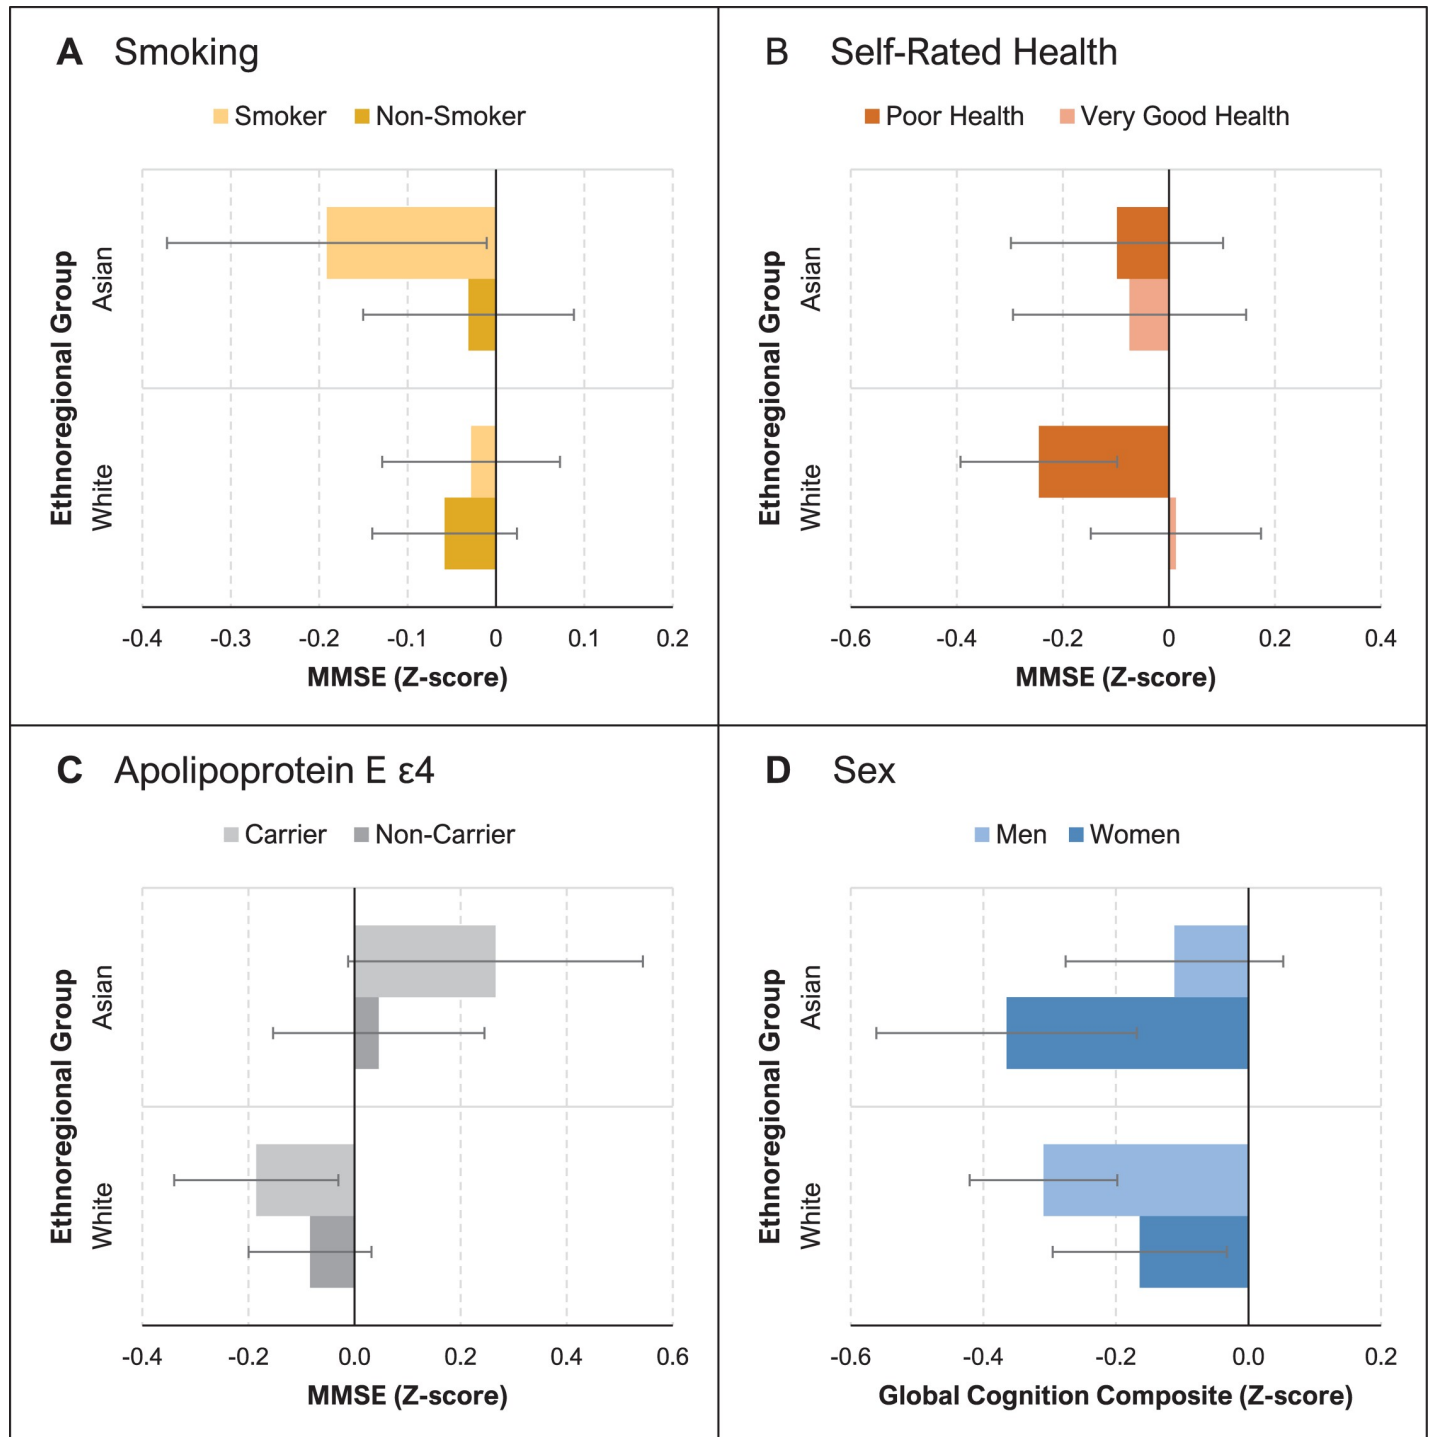 A Smoking
Smoker Non-Smoker
Ethnoregional Group
Asian
White
-0.4 -0.3 -0.2 -0.1 0 0.1 0.2
MMSE (Z-score)
B Self-Rated Health
Poor Health Very Good Health
Ethnoregional Group
Asian
White
-0.6 -0.4 -0.2 0 0.2 0.4
MMSE (Z-score)
C Apolipoprotein E ε4
Carrier Non-Carrier
Ethnoregional Group
Asian
White
-0.4 -0.2 0.0 0.2 0.4 0.6
MMSE (Z-score)
D Sex
Men Women
Ethnoregional Group
Asian
White
-0.6 -0.4 -0.2 0.0 0.2
Global Cognition Composite (Z-score)